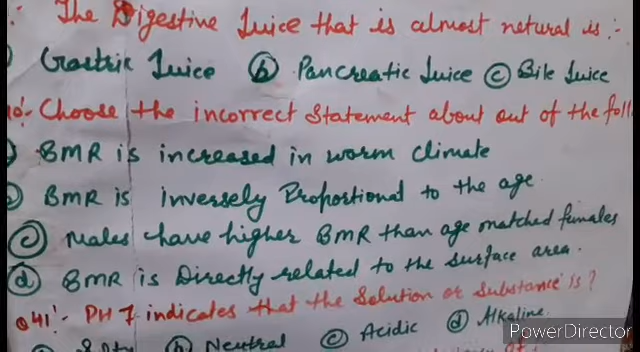 :- The Digestive Juice that is almost netural is :-
Gastric Juice (b) Pancreatic Juice (c) Bile Juice
Choose the incorrect Statement about out of the foll
BMR is increased in worm climate
BMR is inversely Proportional to the age.
(c) Males have higher BMR than age matched females
(d) BMR is Directly related to the surface area.
Q 41:- PH 7 indicates that the Solution or Substance is?
(b) Neutral (c) Acidic (d) Alkaline.
PowerDirector